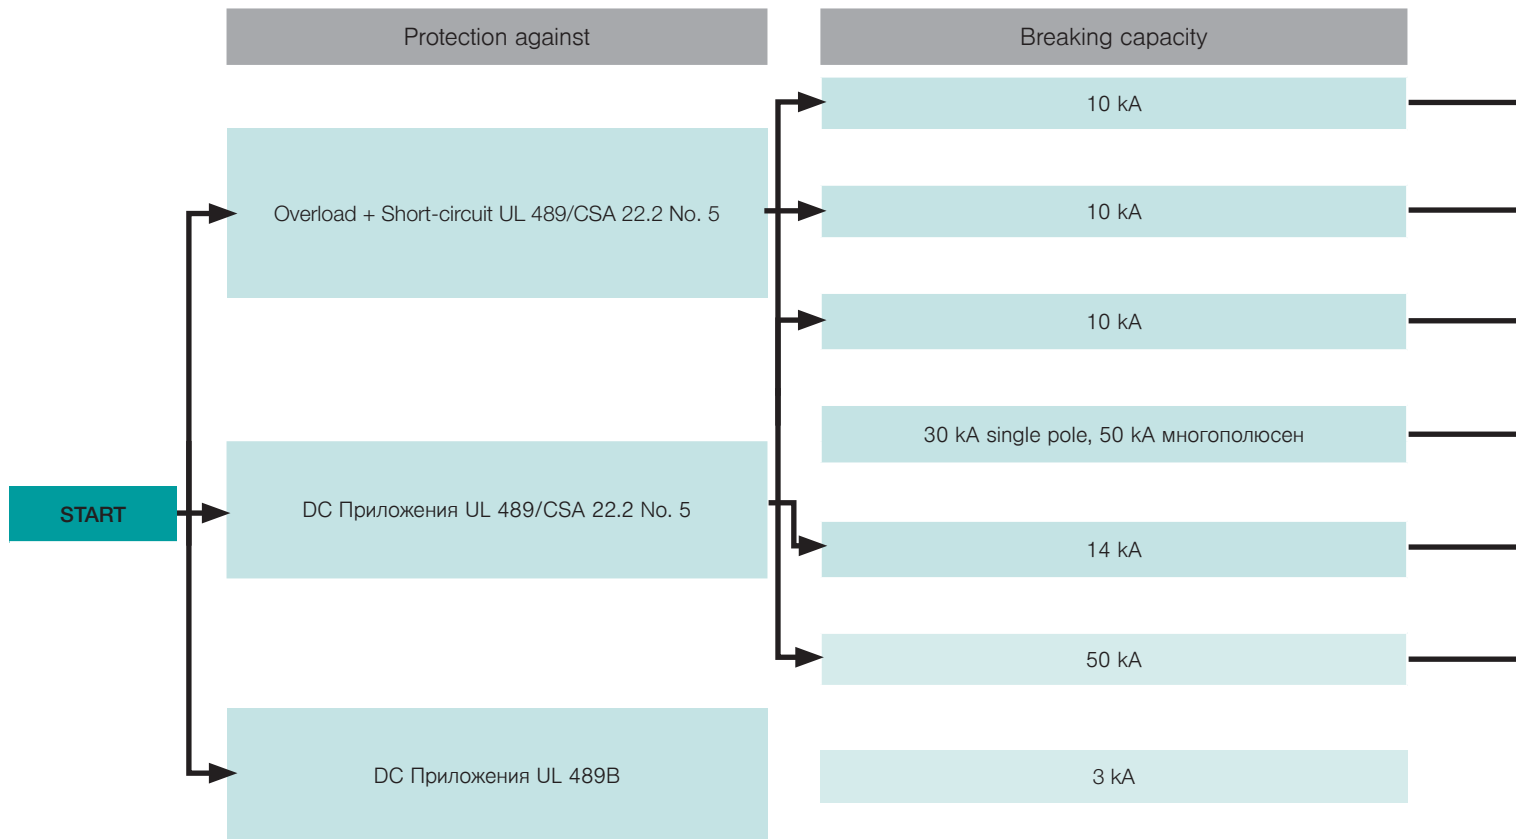 Protection against
Breaking capacity
10 kA
Overload + Short-circuit UL 489/CSA 22.2 No. 5
10 kA
10 kA
30 kA single pole, 50 kA многополюсен
START
DC Приложения UL 489/CSA 22.2 No. 5
14 kA
50 kA
DC Приложения UL 489B
3 kA